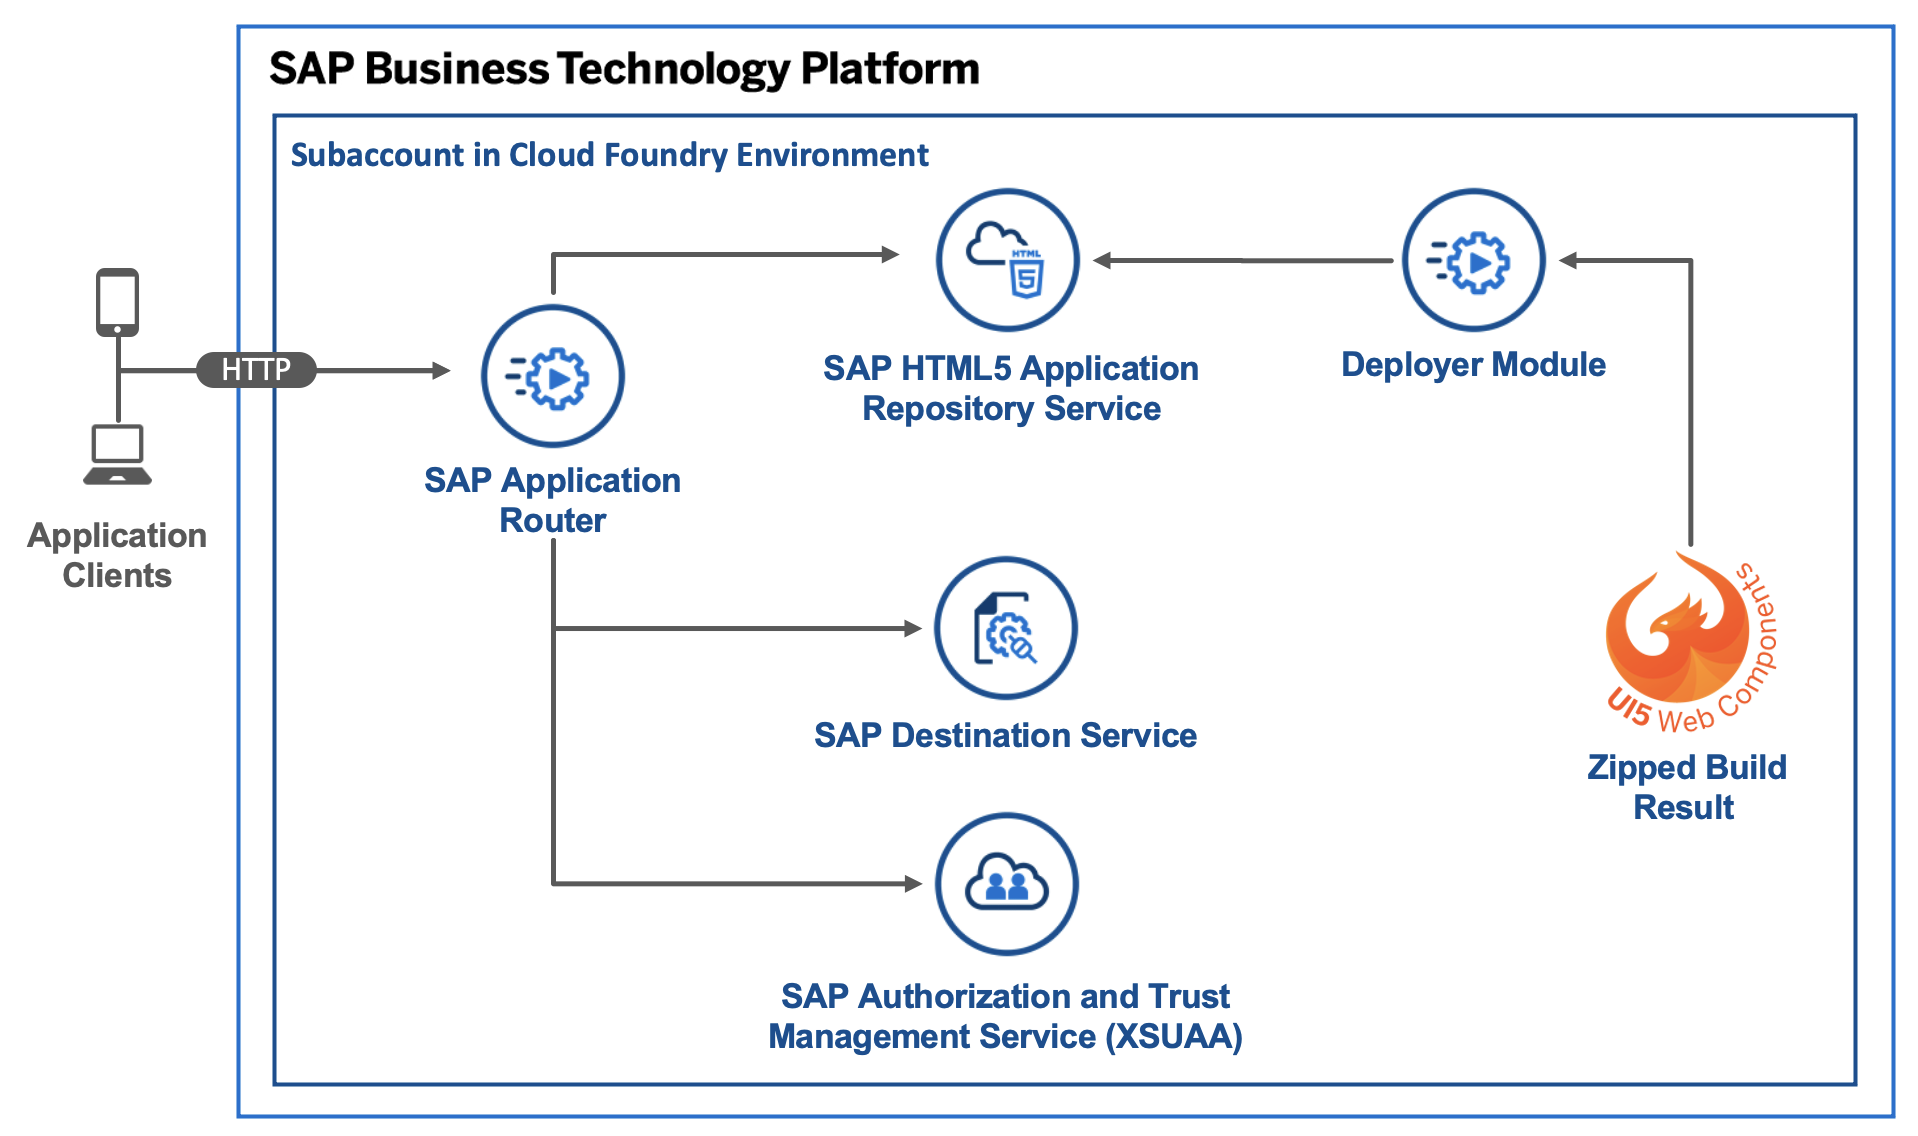 SAP Business Technology Platform
Subaccount in Cloud Foundry Environment
HTTP
Application
Clients
SAP Application
Router
HTML
5
SAP HTML5 Application
Repository Service
Deployer Module
SAP Destination Service
SAP Authorization and Trust
Management Service (XSUAA)
UI5 Web Components
Zipped Build
Result